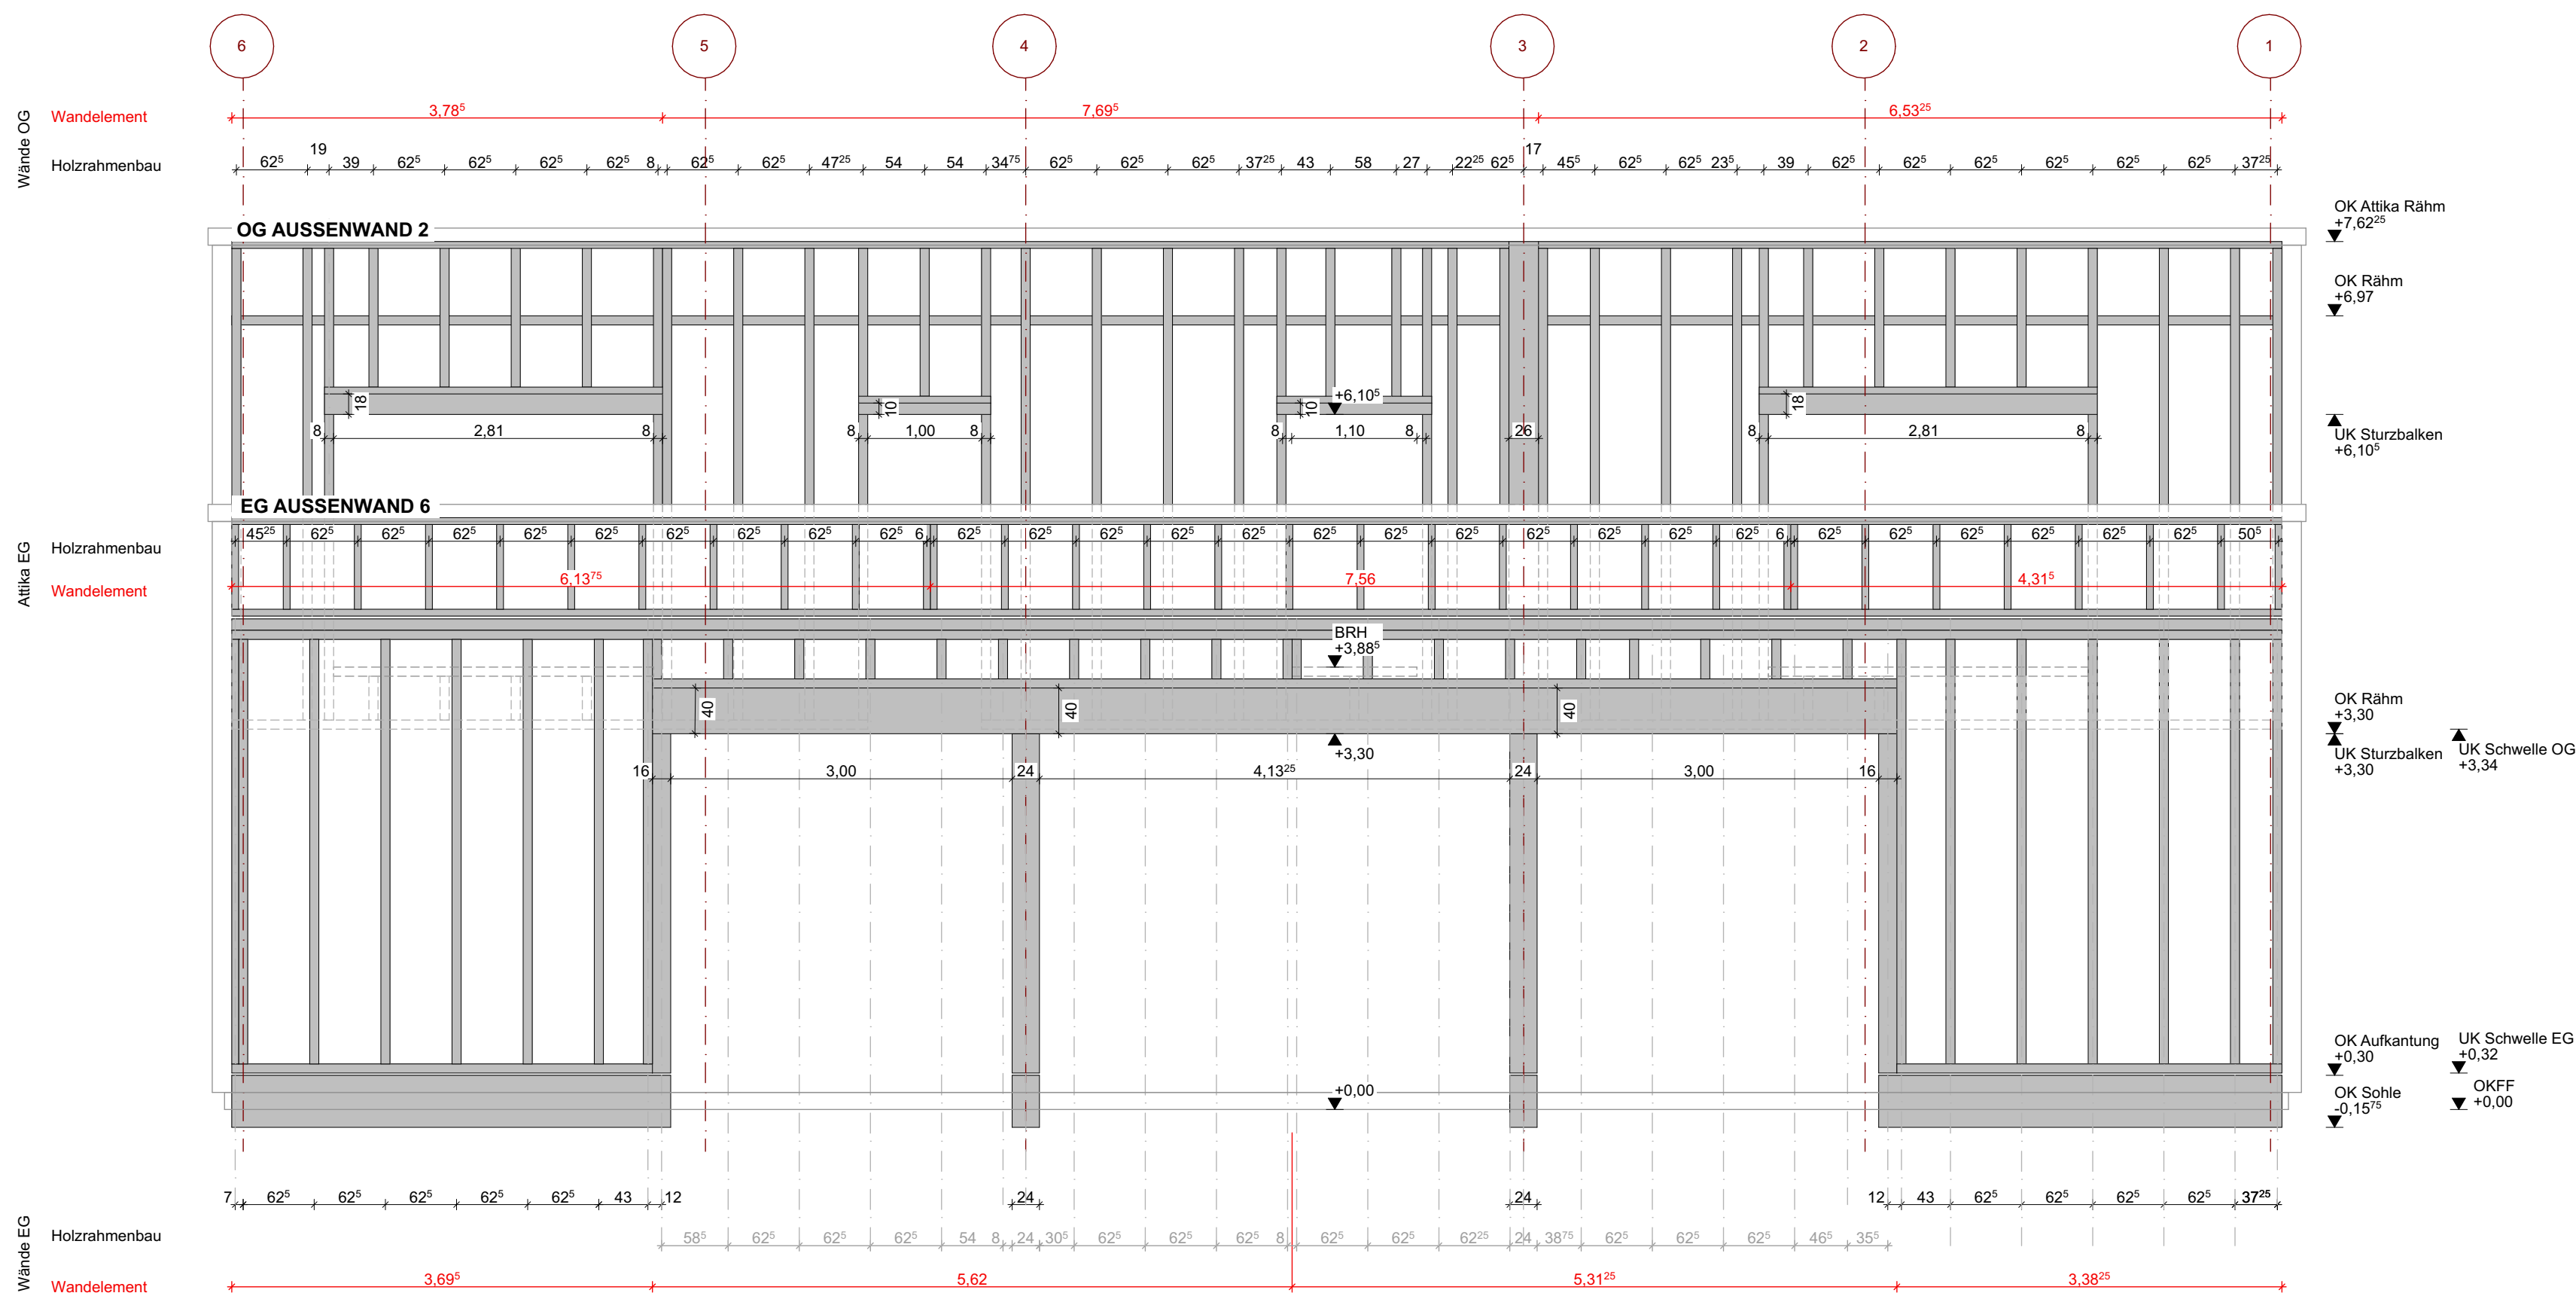 6 5 4 3 2 1
Wände OG
Wandelement 3,78⁵ 7,69⁵ 6,53²⁵
19 17
Holzrahmenbau 62⁵ 39 62⁵ 62⁵ 62⁵ 62⁵ 8 62⁵ 62⁵ 47²⁵ 54 54 34⁷⁵ 62⁵ 62⁵ 62⁵ 37²⁵ 43 58 27 22²⁵ 62⁵ 45⁵ 62⁵ 62⁵ 23⁵ 39 62⁵ 62⁵ 62⁵ 62⁵ 62⁵ 62⁵ 37²⁵
OK Attika Rähm
+7,62²⁵
OG AUSSENWAND 2
OK Rähm
+6,97
+6,10⁵
18 10 10 18
8 2,81 8 8 1,00 8 8 1,10 8 26 8 2,81 8
UK Sturzbalken
+6,10⁵
EG AUSSENWAND 6
Attika EG
Holzrahmenbau 45²⁵ 62⁵ 62⁵ 62⁵ 62⁵ 62⁵ 62⁵ 62⁵ 62⁵ 62⁵ 6 62⁵ 62⁵ 62⁵ 62⁵ 62⁵ 62⁵ 62⁵ 62⁵ 62⁵ 62⁵ 62⁵ 62⁵ 6 62⁵ 62⁵ 62⁵ 62⁵ 62⁵ 62⁵ 50⁵
Wandelement 6,13⁷⁵ 7,56 4,31⁵
BRH
+3,88⁵
40 40 40
OK Rähm
+3,30
+3,30
UK Sturzbalken
+3,30
UK Schwelle OG
+3,34
16 3,00 24 4,13²⁵ 24 3,00 16
OK Aufkantung
+0,30
UK Schwelle EG
+0,32
+0,00
OK Sohle
-0,15⁷⁵
OKFF
+0,00
7 62⁵ 62⁵ 62⁵ 62⁵ 62⁵ 43 12 24 24 12 43 62⁵ 62⁵ 62⁵ 62⁵ 37²⁵
Wände EG
Holzrahmenbau 58⁵ 62⁵ 62⁵ 62⁵ 54 8 24 30⁵ 62⁵ 62⁵ 62⁵ 8 62⁵ 62⁵ 62²⁵ 24 38⁷⁵ 62⁵ 62⁵ 62⁵ 46⁵ 35⁵
Wandelement 3,69⁵ 5,62 5,31²⁵ 3,38²⁵